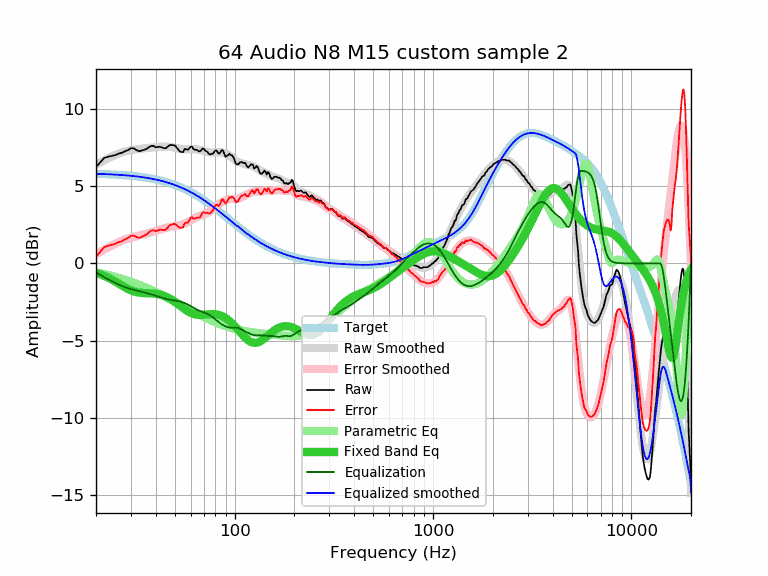 64 Audio N8 M15 custom sample 2
Amplitude (dBr)
10
5
0
−5
−10
−15
Target
Raw Smoothed
Error Smoothed
Raw
Error
Parametric Eq
Fixed Band Eq
Equalization
Equalized smoothed
100 1000 10000
Frequency (Hz)